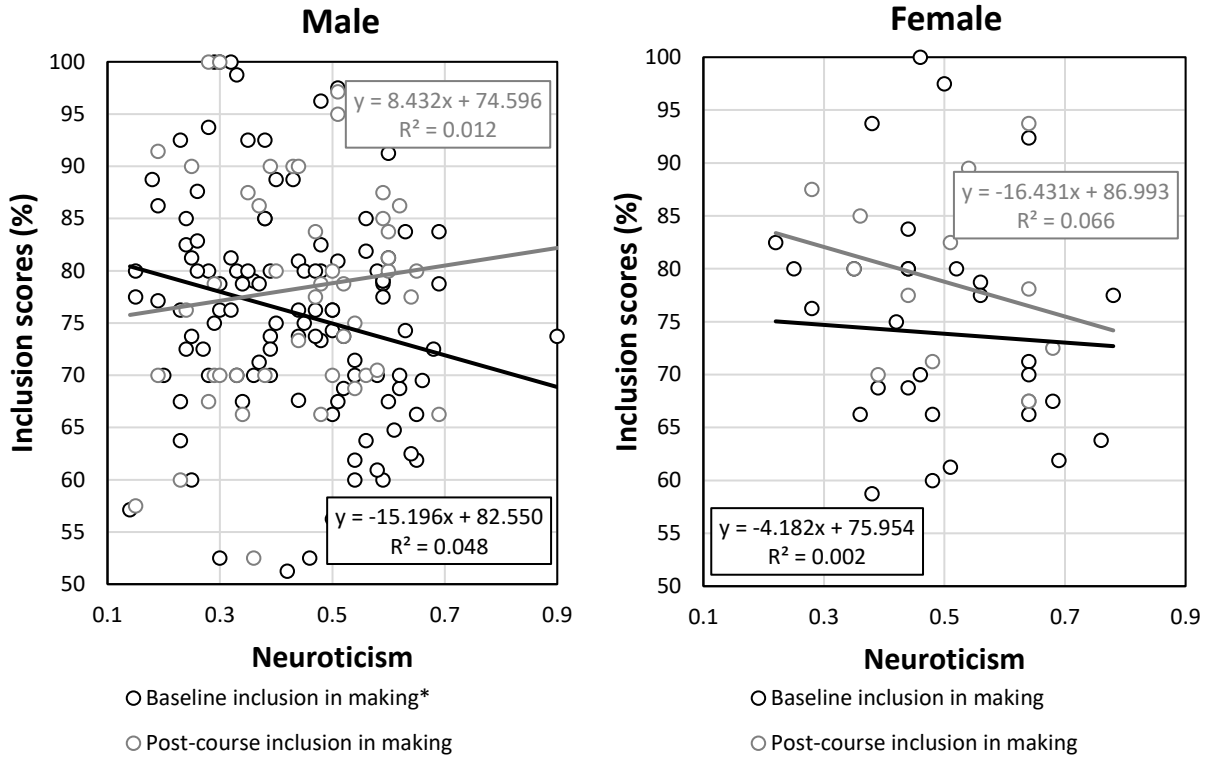 Male
Inclusion scores (%)
100
95
90
85
80
75
70
65
60
55
50
y = 8.432x + 74.596
R² = 0.012
y = -15.196x + 82.550
R² = 0.048
0.1 0.3 0.5 0.7 0.9
Neuroticism
Baseline inclusion in making*
Post-course inclusion in making
Female
Inclusion scores (%)
100
95
90
85
80
75
70
65
60
55
50
y = -16.431x + 86.993
R² = 0.066
y = -4.182x + 75.954
R² = 0.002
0.1 0.3 0.5 0.7 0.9
Neuroticism
Baseline inclusion in making
Post-course inclusion in making